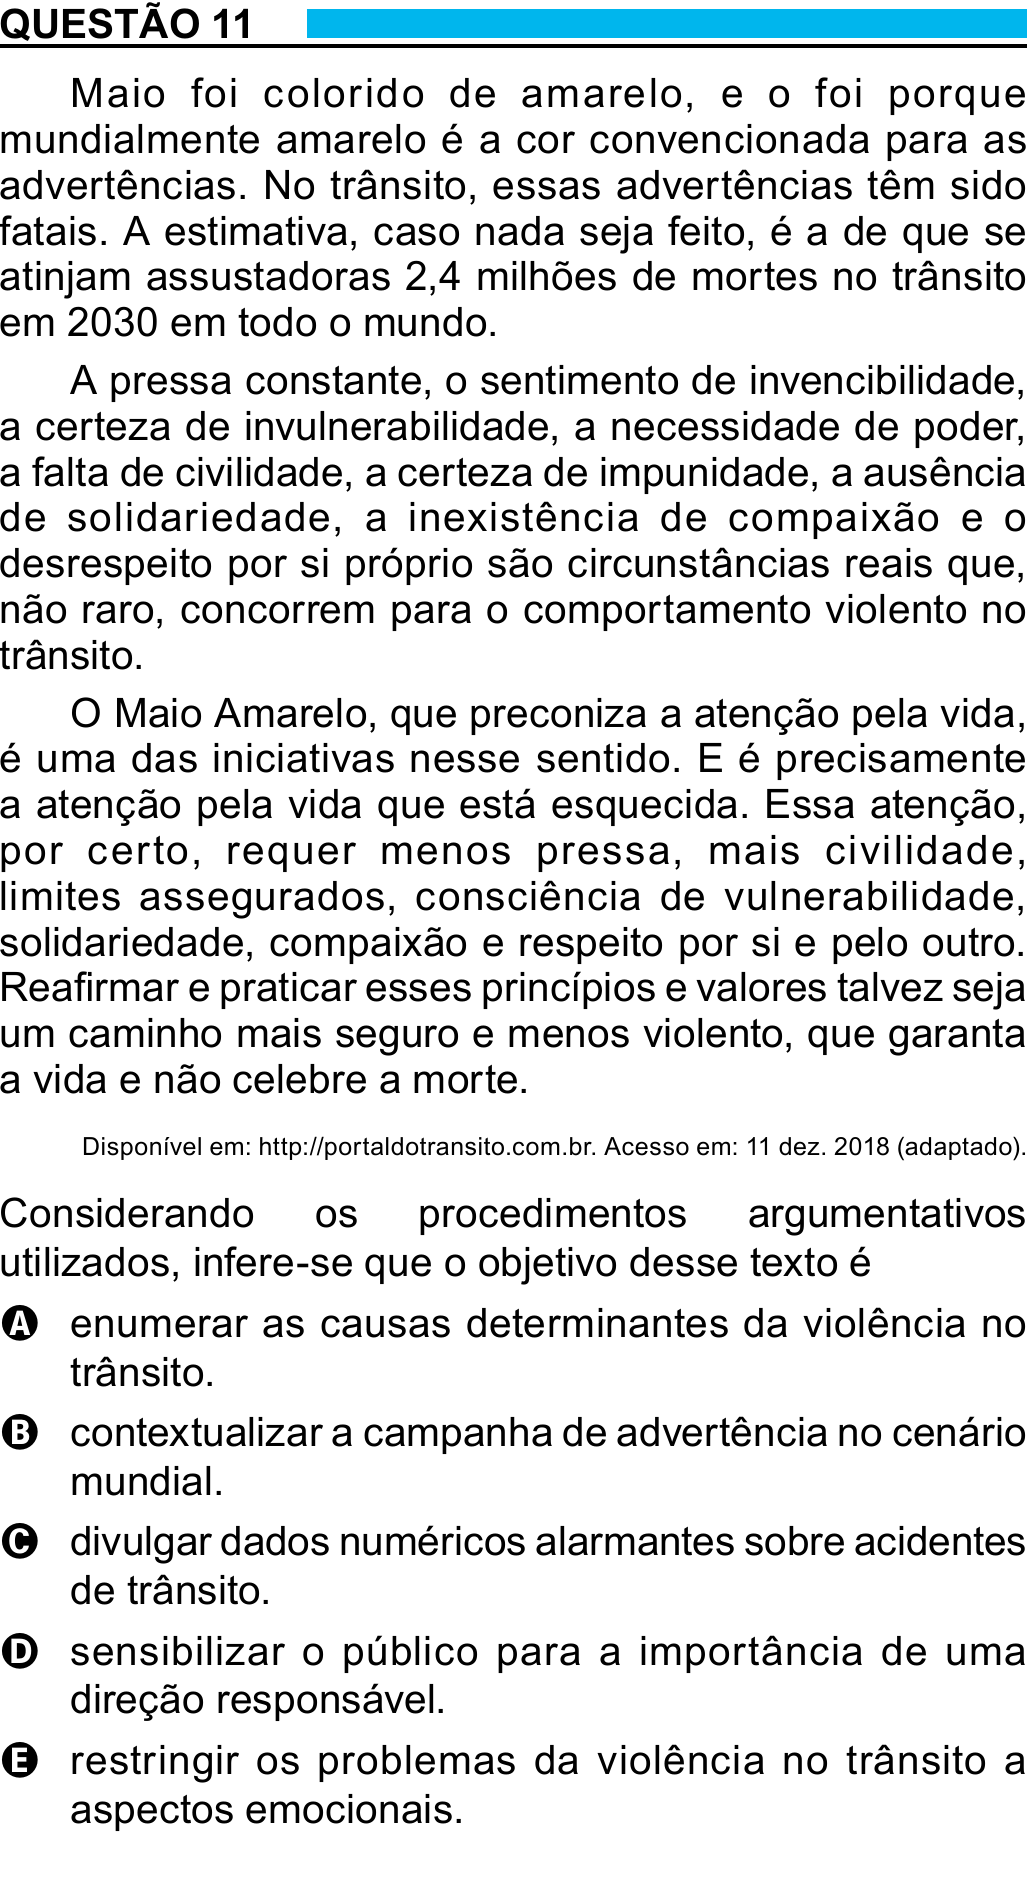 QUESTÃO 11
Maio foi colorido de amarelo, e o foi porque
mundialmente amarelo é a cor convencionada para as
advertências. No trânsito, essas advertências têm sido
fatais. A estimativa, caso nada seja feito, é a de que se
atinjam assustadoras 2,4 milhões de mortes no trânsito
em 2030 em todo o mundo.
A pressa constante, o sentimento de invencibilidade,
a certeza de invulnerabilidade, a necessidade de poder,
a falta de civilidade, a certeza de impunidade, a ausência
de solidariedade, a inexistência de compaixão e o
desrespeito por si próprio são circunstâncias reais que,
não raro, concorrem para o comportamento violento no
trânsito.
O Maio Amarelo, que preconiza a atenção pela vida,
é uma das iniciativas nesse sentido. E é precisamente
a atenção pela vida que está esquecida. Essa atenção,
por certo, requer menos pressa, mais civilidade,
limites assegurados, consciência de vulnerabilidade,
solidariedade, compaixão e respeito por si e pelo outro.
Reafirmar e praticar esses princípios e valores talvez seja
um caminho mais seguro e menos violento, que garanta
a vida e não celebre a morte.
Disponível em: http://portaldotransito.com.br. Acesso em: 11 dez. 2018 (adaptado).
Considerando os procedimentos argumentativos
utilizados, infere-se que o objetivo desse texto é
A enumerar as causas determinantes da violência no
trânsito.
B contextualizar a campanha de advertência no cenário
mundial.
C divulgar dados numéricos alarmantes sobre acidentes
de trânsito.
D sensibilizar o público para a importância de uma
direção responsável.
E restringir os problemas da violência no trânsito a
aspectos emocionais.